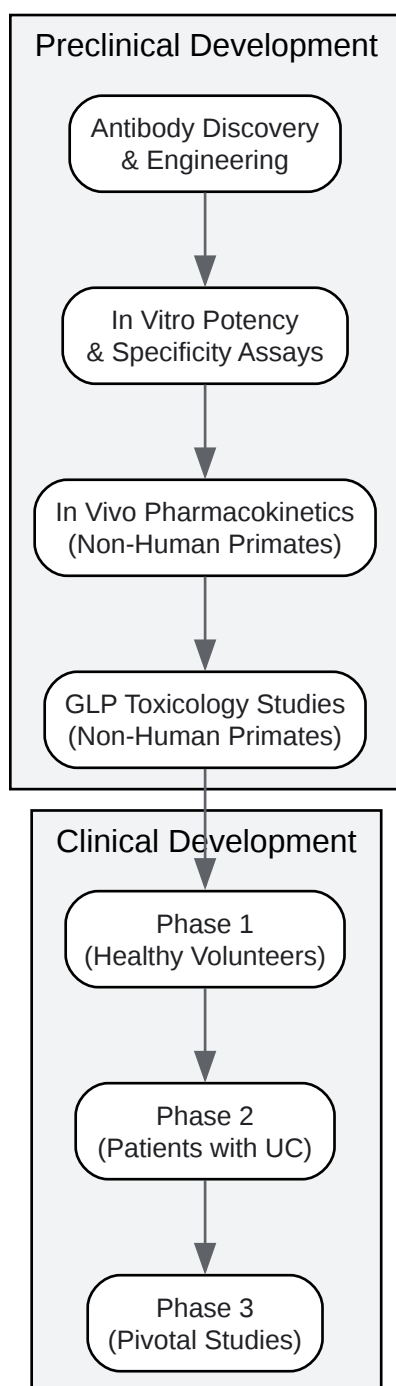 Preclinical Development
Antibody Discovery
& Engineering
In Vitro Potency
& Specificity Assays
In Vivo Pharmacokinetics
(Non-Human Primates)
GLP Toxicology Studies
(Non-Human Primates)
Clinical Development
Phase 1
(Healthy Volunteers)
Phase 2
(Patients with UC)
Phase 3
(Pivotal Studies)